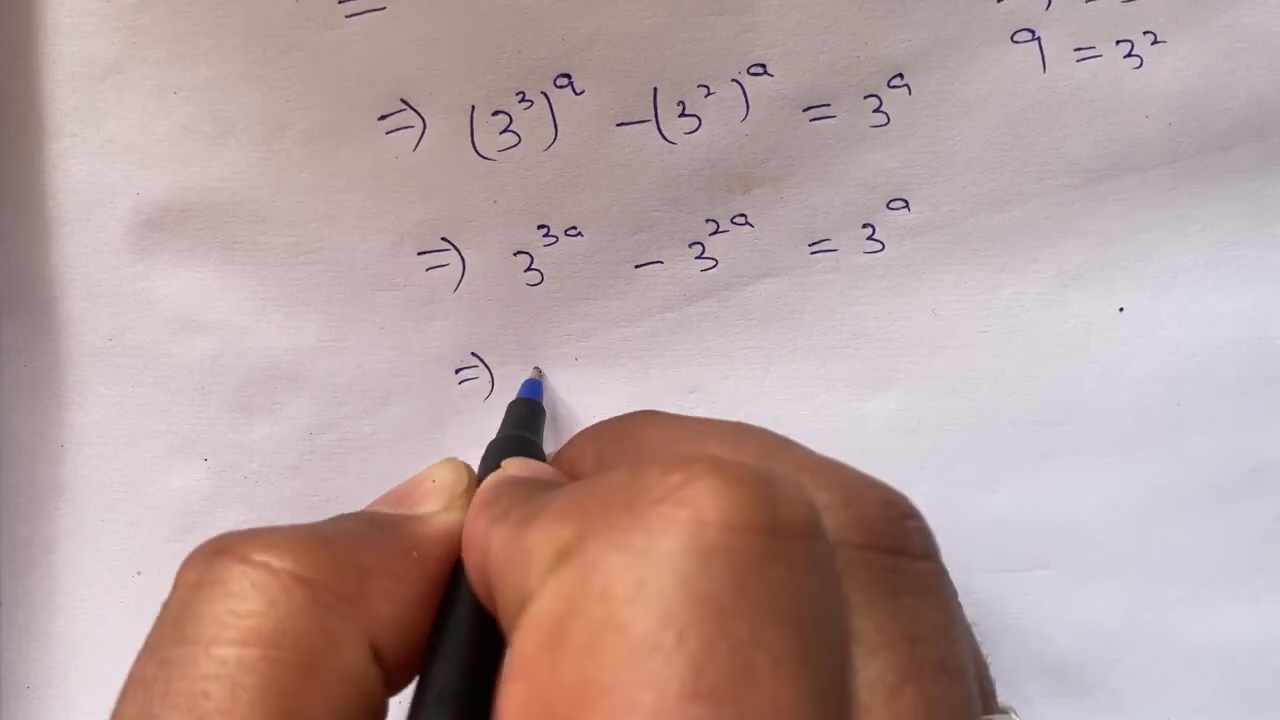 9 = 3²
⇒ (3³)ᵃ - (3²)ᵃ = 3ᵃ
⇒ 3³ᵃ - 3²ᵃ = 3ᵃ
⇒